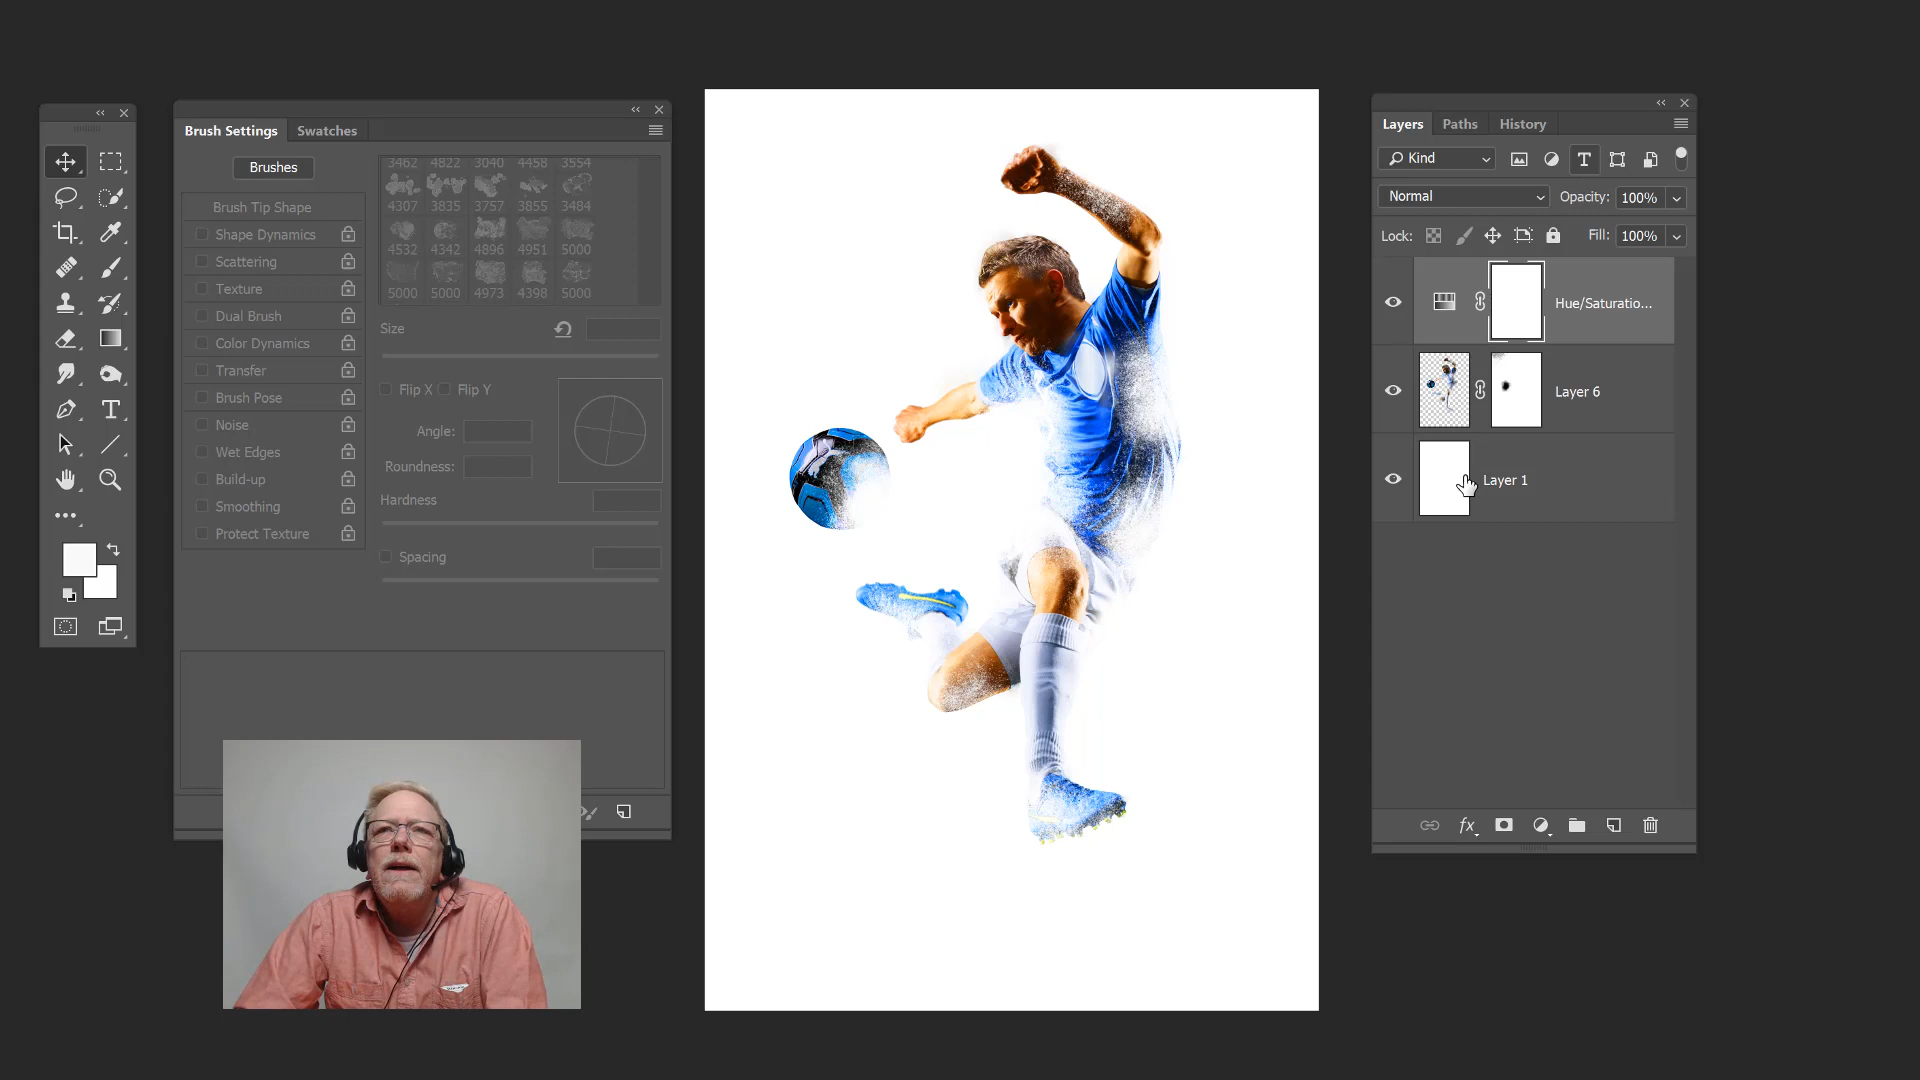 Brush Settings
Swatches
Brushes
Brush Tip Shape
Shape Dynamics
Scattering
Texture
Dual Brush
Color Dynamics
Transfer
Brush Pose
Noise
Wet Edges
Build-up
Smoothing
Protect Texture
3462 4822 3040 4458 3554
4307 3835 3757 3855 3484
4532 4342 4896 4951 5000
5000 5000 4973 4398 5000
Size
Flip X Flip Y
Angle:
Roundness:
Hardness
Spacing
Layers Paths History
Kind
Normal Opacity: 100%
Lock: Fill: 100%
Hue/Saturatio...
Layer 6
Layer 1
fx